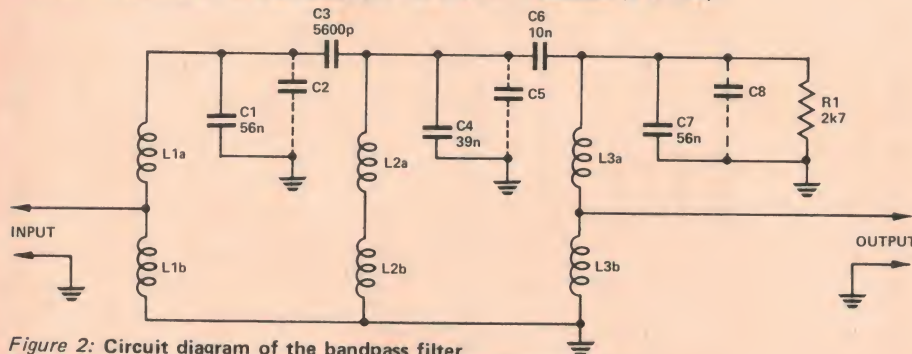 C3
5600p
C6
10n
C2
C1
56n
C5
C4
39n
C8
C7
56n
R1
2k7
L1a
L2a
L3a
INPUT
OUTPUT
L1b
L2b
L3b
Figure 2: Circuit diagram of the bandpass filter